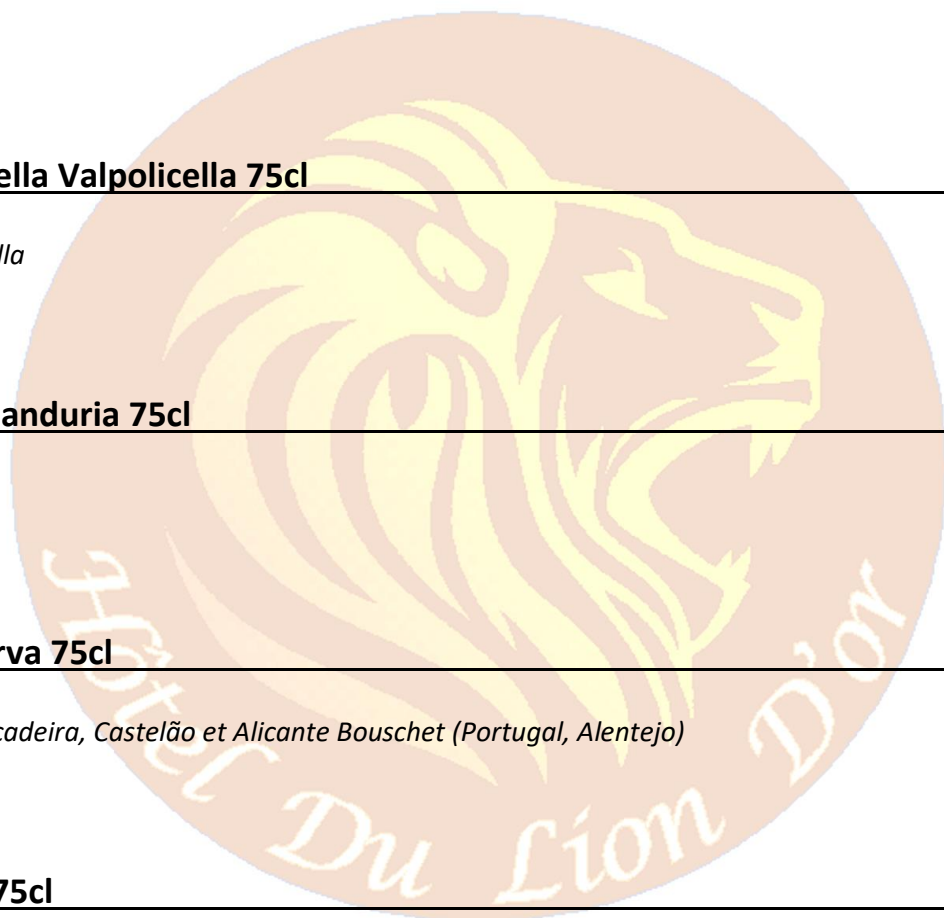 ella Valpolicella 75cl
lla
anduria 75cl
rva 75cl
cadeira, Castelão et Alicante Bouschet (Portugal, Alentejo)
75cl
Hôtel Du Lion D'or